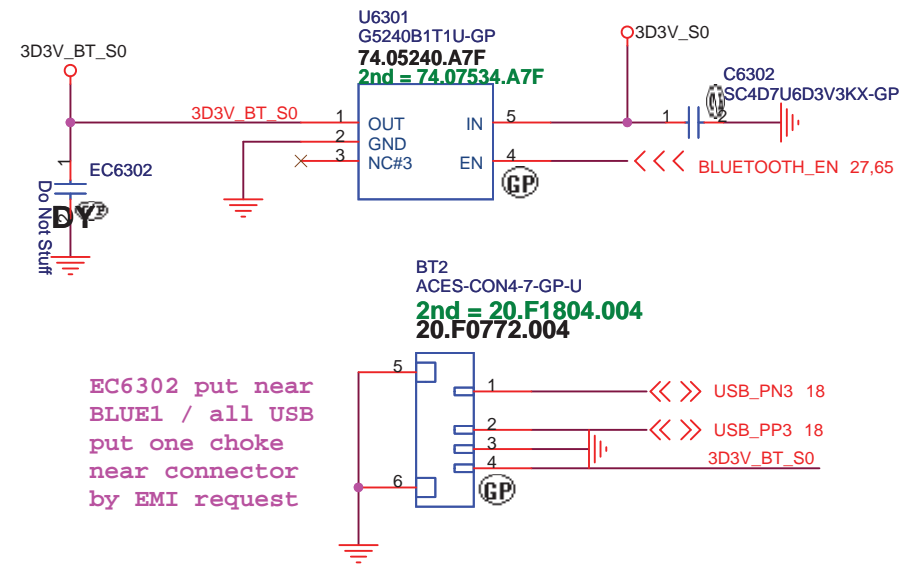 U6301
G5240B1T1U-GP
74.05240.A7F
2nd = 74.07534.A7F
3D3V_BT_S0
3D3V_S0
C6302
SC4D7U6D3V3KX-GP
3D3V_BT_S0
1 OUT IN 5
2 GND
3 NC#3 EN 4
1 2
GP
BLUETOOTH_EN 27,65
1
EC6302
2
DY
GP
Do Not Stuff
BT2
ACES-CON4-7-GP-U
2nd = 20.F1804.004
20.F0772.004
5
6
1 USB_PN3 18
2 USB_PP3 18
3
4 3D3V_BT_S0
GP
EC6302 put near
BLUE1 / all USB
put one choke
near connector
by EMI request